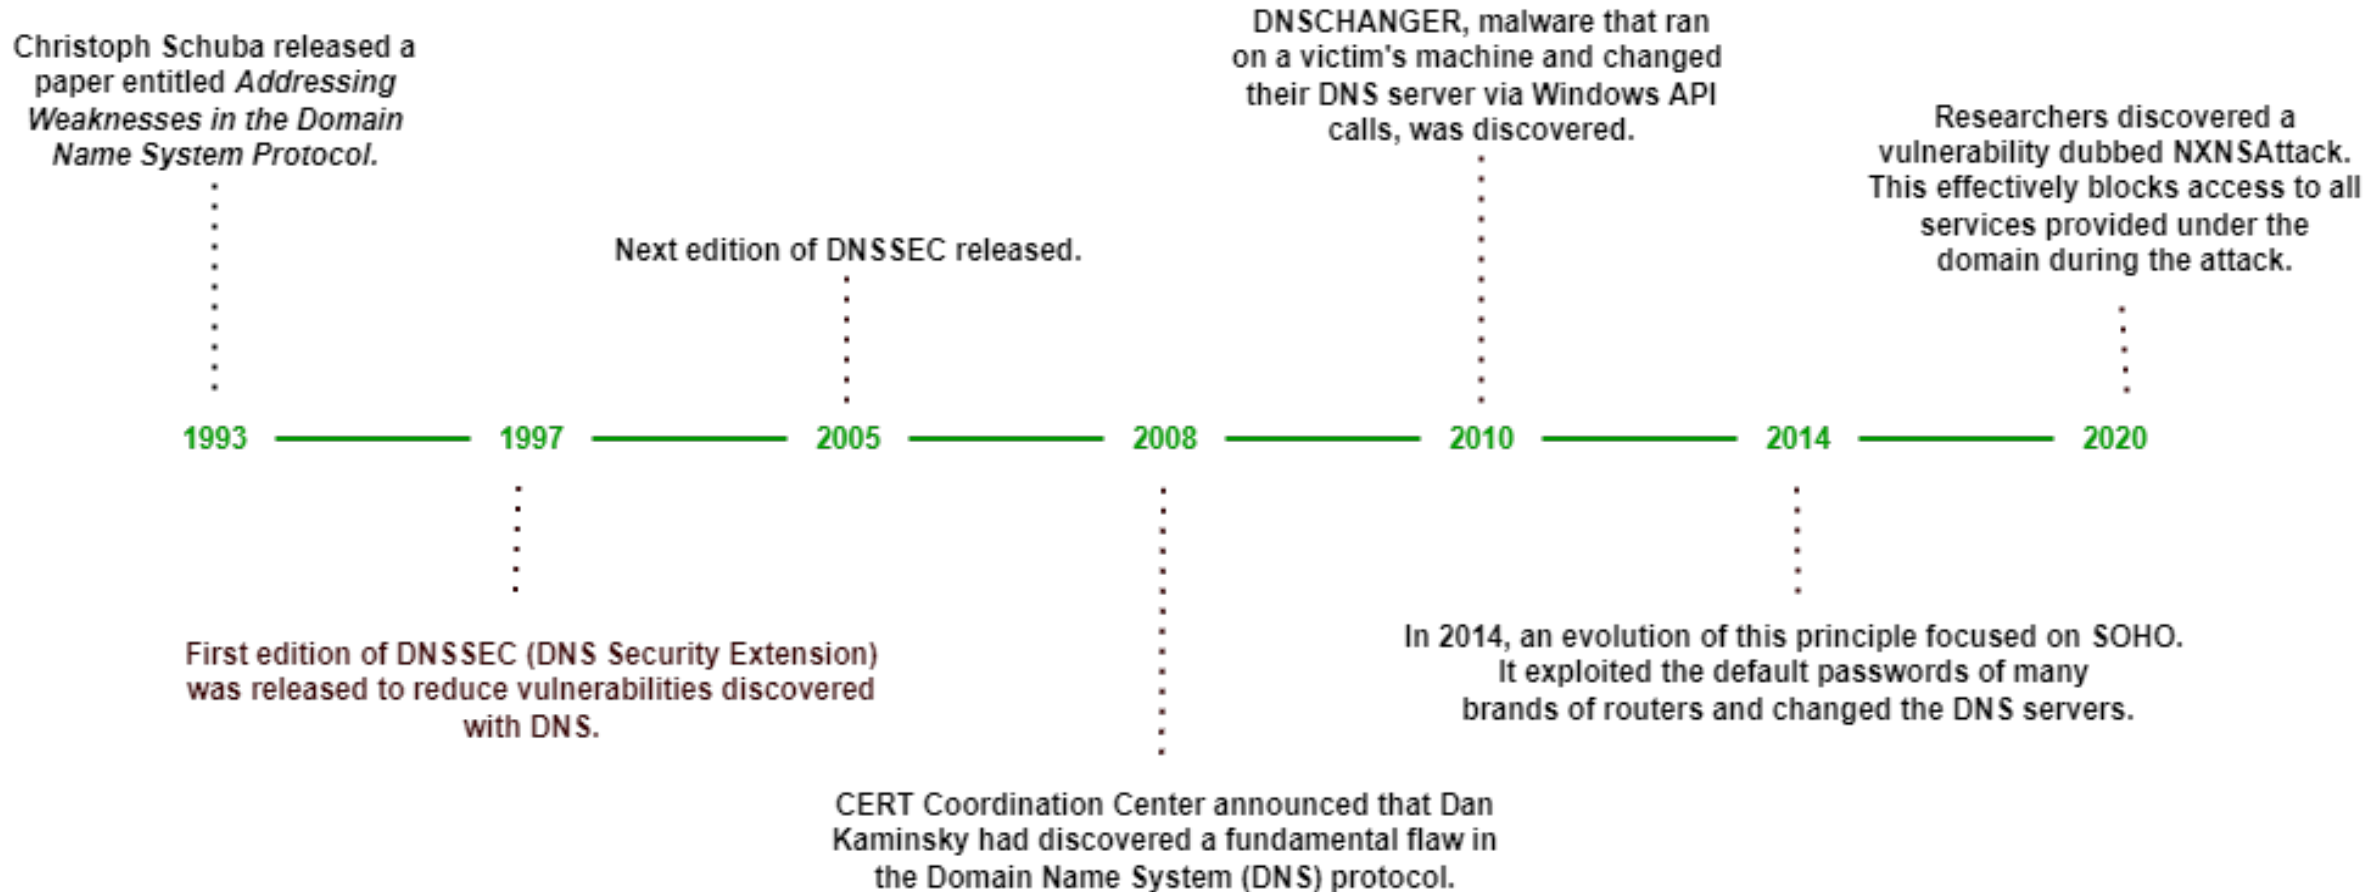 Christoph Schuba released a
paper entitled Addressing
Weaknesses in the Domain
Name System Protocol.
Next edition of DNSSEC released.
DNSCHANGER, malware that ran
on a victim's machine and changed
their DNS server via Windows API
calls, was discovered.
Researchers discovered a
vulnerability dubbed NXNSAttack.
This effectively blocks access to all
services provided under the
domain during the attack.
1993 1997 2005 2008 2010 2014 2020
First edition of DNSSEC (DNS Security Extension)
was released to reduce vulnerabilities discovered
with DNS.
CERT Coordination Center announced that Dan
Kaminsky had discovered a fundamental flaw in
the Domain Name System (DNS) protocol.
In 2014, an evolution of this principle focused on SOHO.
It exploited the default passwords of many
brands of routers and changed the DNS servers.